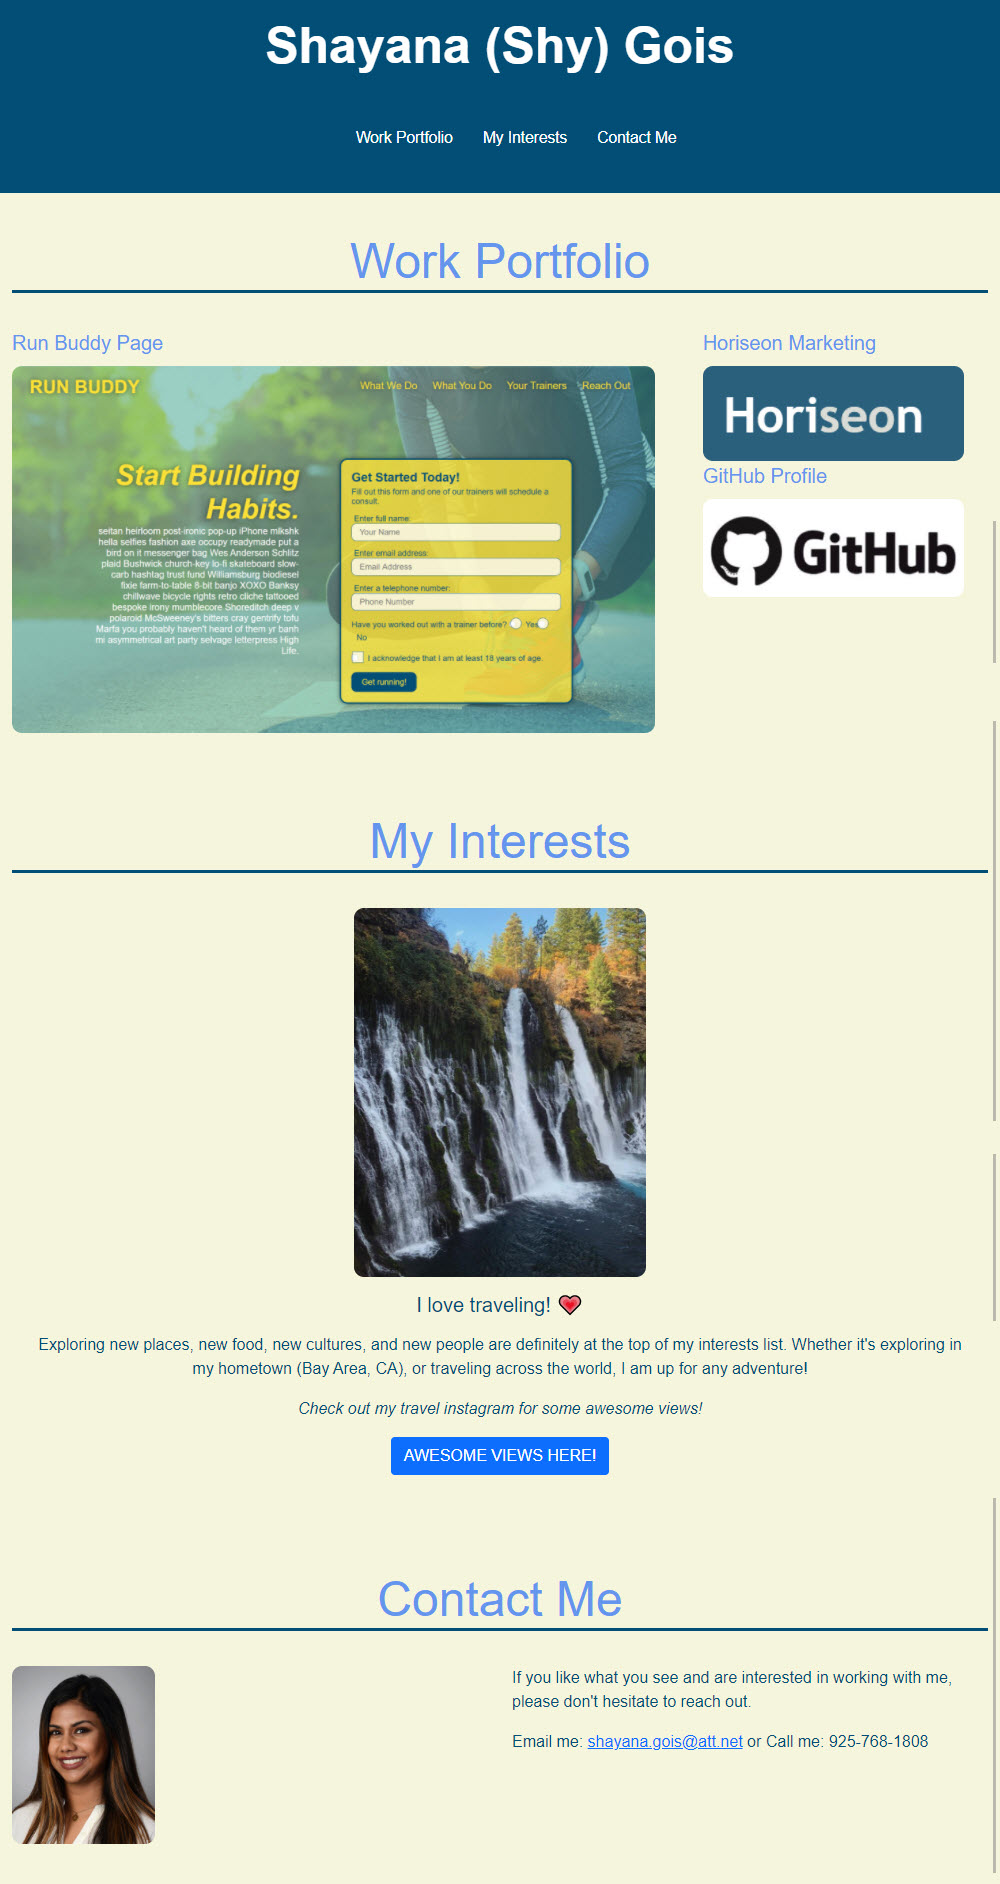 Shayana (Shy) Gois
Work Portfolio My Interests Contact Me
Work Portfolio
Run Buddy Page
RUN BUDDY
What We Do What You Do Your Trainers Reach Out
Start Building
Habits.
seitan heirloom post-ironic pop-up iPhone mlkshk
hella selfies fashion axe occupy readymade put a
bird on it messenger bag Wes Anderson Schlitz
plaid Bushwick church-key lo-fi skateboard slow-
carb hashtag trust fund Williamsburg biodiesel
fixie farm-to-table 8-bit banjo XOXO Banksy
chillwave bicycle rights retro cliche tattooed
bespoke irony mumblecore Shoreditch deep v
polaroid McSweeney's bitters cray gentrify tofu
Marfa you probably haven't heard of them yr banh
mi asymmetrical art party selvage letterpress High
Life.
Get Started Today!
Fill out this form and one of our trainers will schedule a
consult.
Enter full name:
Your Name
Enter email address:
Email Address
Enter a telephone number:
Phone Number
Have you worked out with a trainer before? Yes
No
I acknowledge that I am at least 18 years of age.
Get running!
Horiseon Marketing
Horiseon
GitHub Profile
GitHub
My Interests
I love traveling!
Exploring new places, new food, new cultures, and new people are definitely at the top of my interests list. Whether it's exploring in
my hometown (Bay Area, CA), or traveling across the world, I am up for any adventure!
Check out my travel instagram for some awesome views!
AWESOME VIEWS HERE!
Contact Me
If you like what you see and are interested in working with me,
please don't hesitate to reach out.
Email me: shayana.gois@att.net or Call me: 925-768-1808